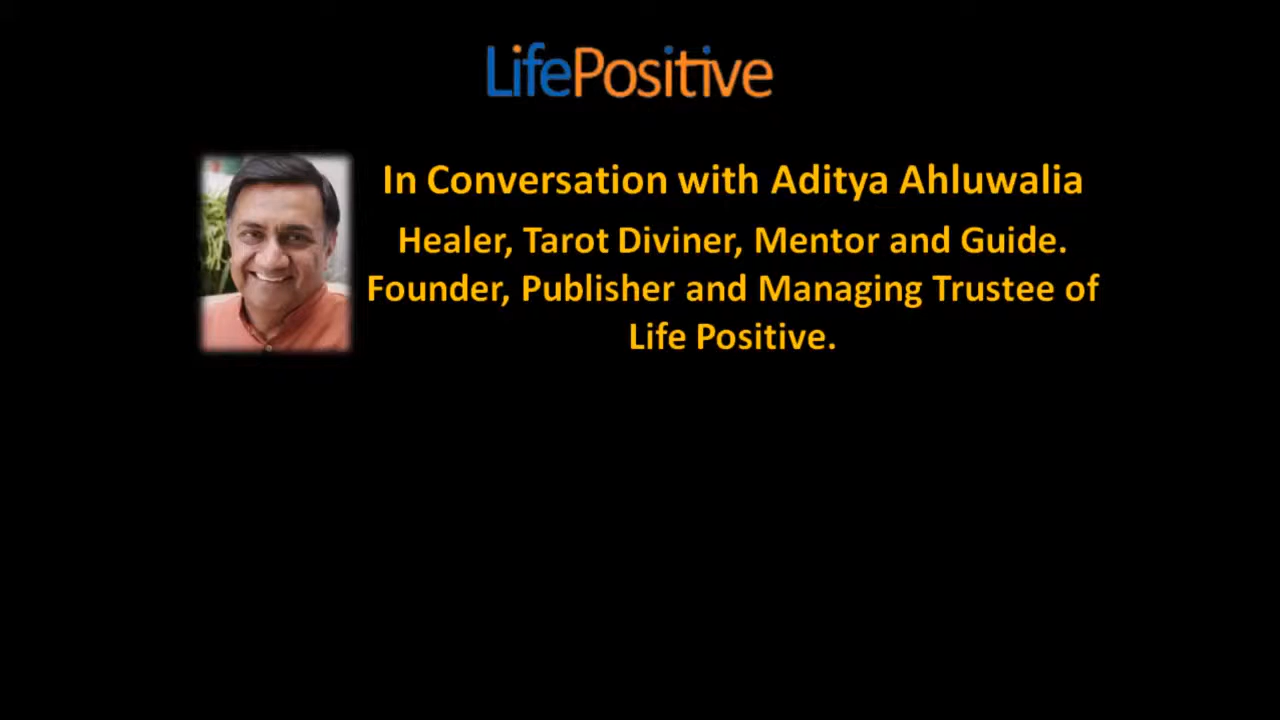 LifePositive
In Conversation with Aditya Ahluwalia
Healer, Tarot Diviner, Mentor and Guide.
Founder, Publisher and Managing Trustee of
Life Positive.